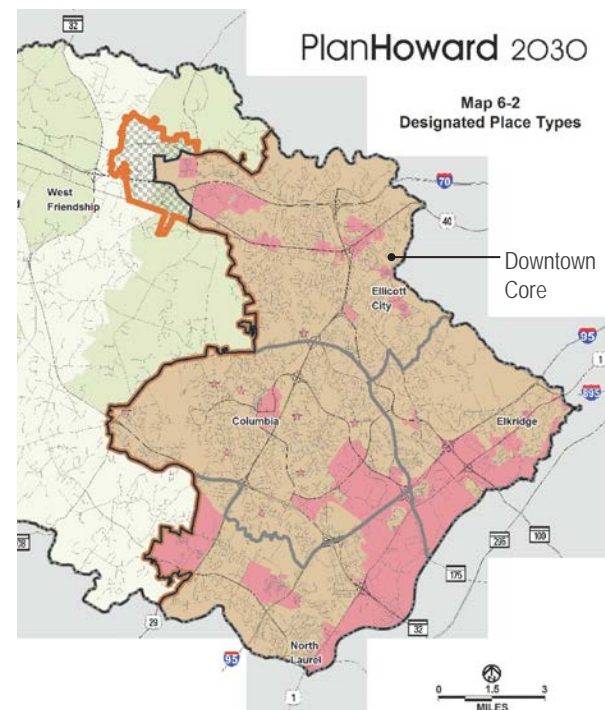 32
PlanHoward 2030
Map 6-2
Designated Place Types
70
West
Friendship
40
Downtown
Core
Ellicott
City
95
1
895
Columbia
Elkridge
295
100
175
32
29
North
Laurel
95
1
0 1.5 3
MILES